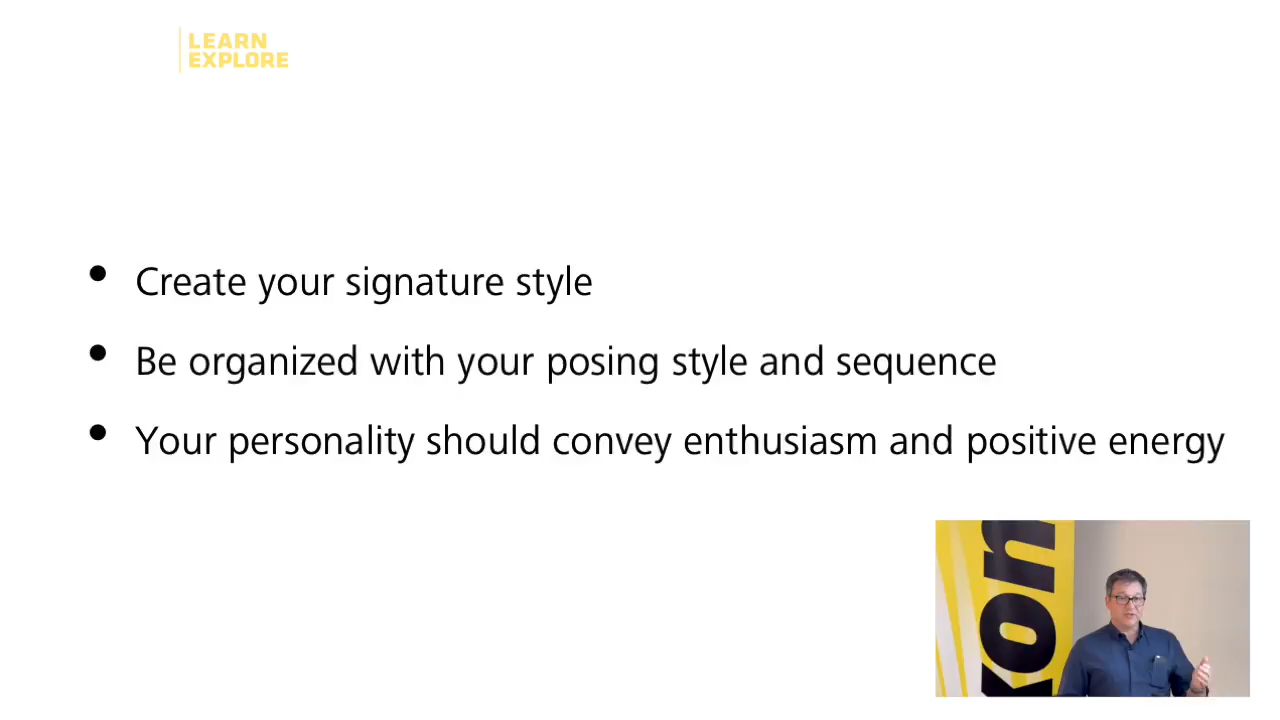 LEARN
EXPLORE
• Create your signature style
• Be organized with your posing style and sequence
• Your personality should convey enthusiasm and positive energy
kon